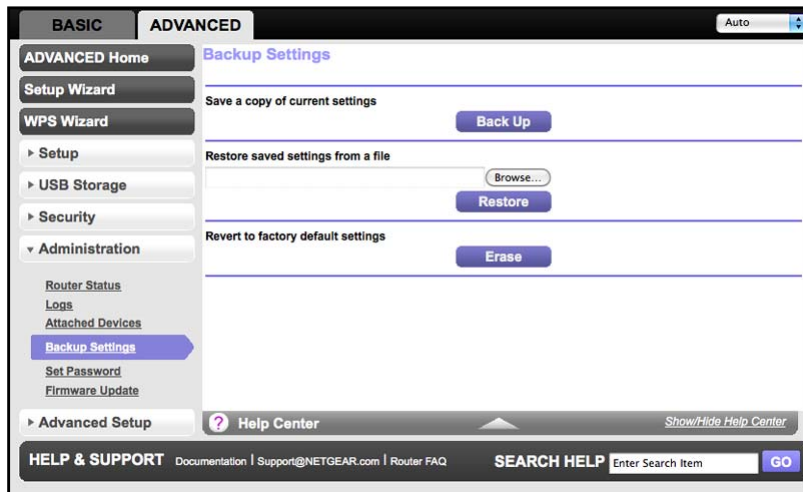 BASIC
ADVANCED
Auto
ADVANCED Home
Setup Wizard
WPS Wizard
Setup
USB Storage
Security
Administration
Router Status
Logs
Attached Devices
Backup Settings
Set Password
Firmware Update
Advanced Setup
Backup Settings
Save a copy of current settings
Back Up
Restore saved settings from a file
Browse...
Restore
Revert to factory default settings
Erase
? Help Center
Show/Hide Help Center
HELP & SUPPORT Documentation | Support@NETGEAR.com | Router FAQ
SEARCH HELP Enter Search Item GO